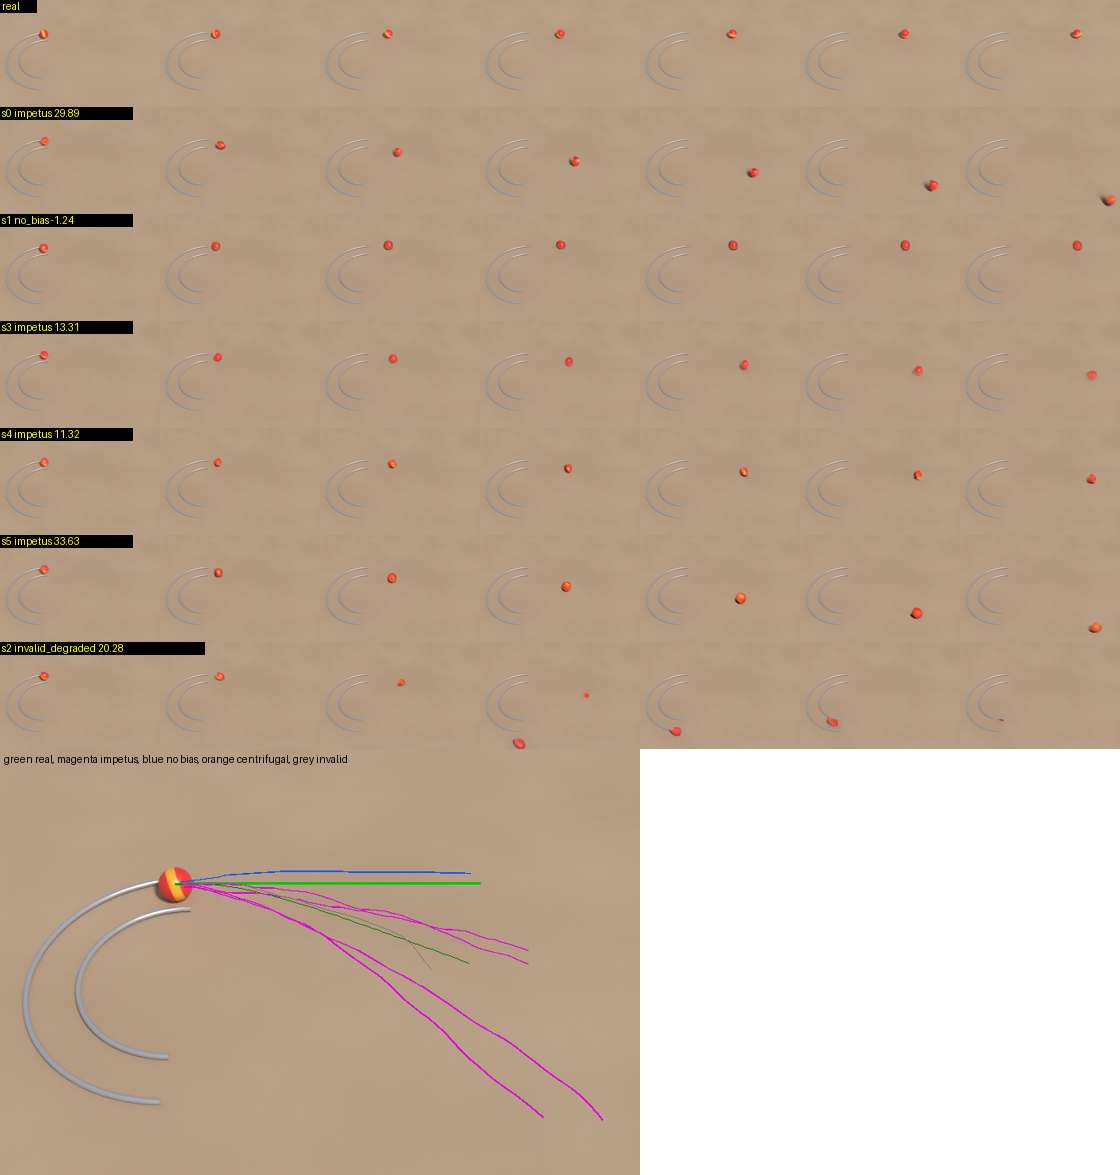 real
s0 impetus 29.89
s1 no_bias -1.24
s3 impetus 13.31
s4 impetus 11.32
s5 impetus 33.63
s2 invalid_degraded 20.28
green real, magenta impetus, blue no bias, orange centrifugal, grey invalid